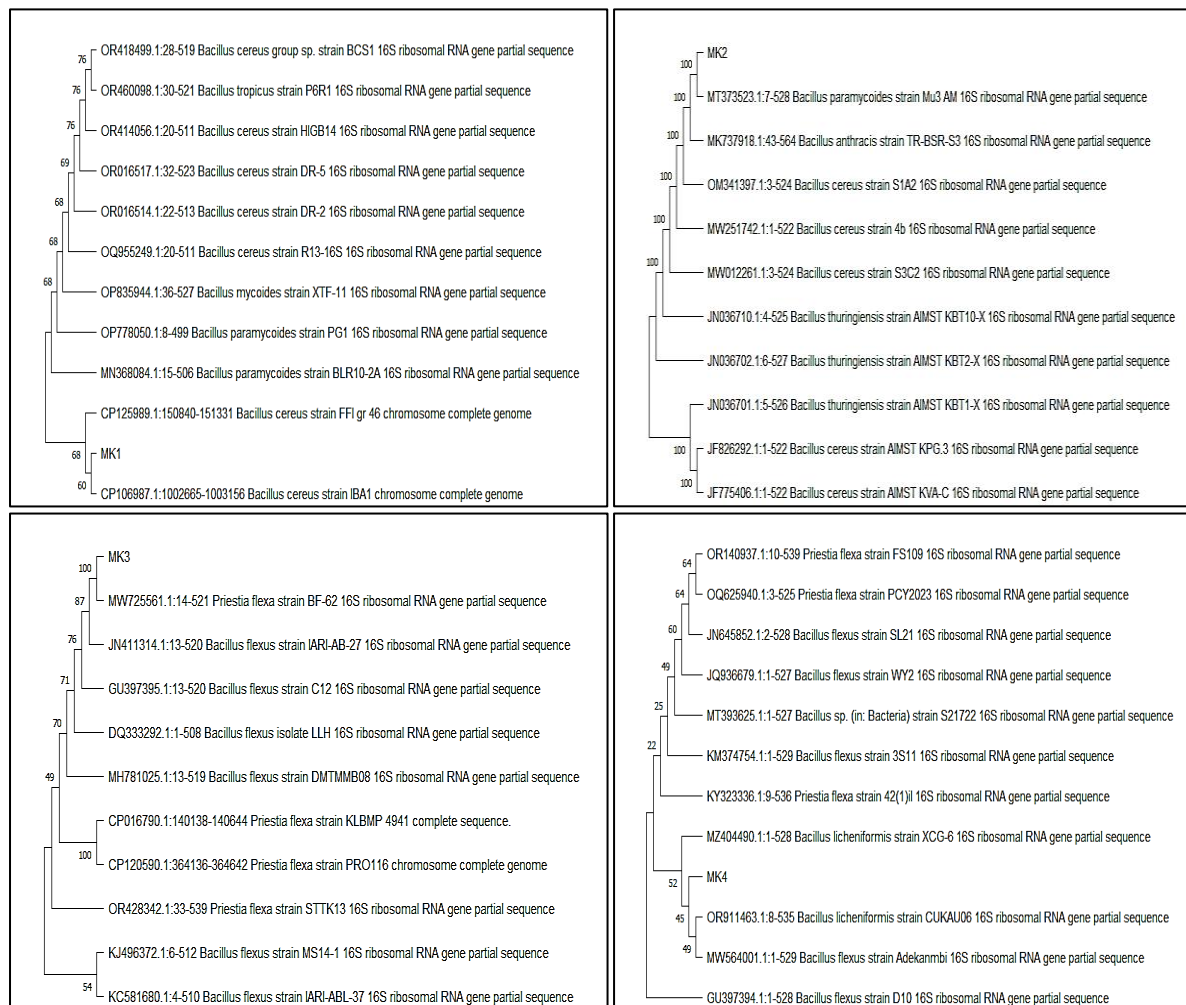 OR418499.1:28-519 Bacillus cereus group sp. strain BCS1 16S ribosomal RNA gene partial sequence
76
OR460098.1:30-521 Bacillus tropicus strain P6R1 16S ribosomal RNA gene partial sequence
76
OR414056.1:20-511 Bacillus cereus strain HIGB14 16S ribosomal RNA gene partial sequence
76
OR016517.1:32-523 Bacillus cereus strain DR-5 16S ribosomal RNA gene partial sequence
69
OR016514.1:22-513 Bacillus cereus strain DR-2 16S ribosomal RNA gene partial sequence
68
OQ955249.1:20-511 Bacillus cereus strain R13-16S 16S ribosomal RNA gene partial sequence
68
OP835944.1:36-527 Bacillus mycoides strain XTF-11 16S ribosomal RNA gene partial sequence
68
OP778050.1:8-499 Bacillus paramycoides strain PG1 16S ribosomal RNA gene partial sequence
MN368084.1:15-506 Bacillus paramycoides strain BLR10-2A 16S ribosomal RNA gene partial sequence
CP125989.1:150840-151331 Bacillus cereus strain FFI gr 46 chromosome complete genome
68
MK1
60
CP106987.1:1002665-1003156 Bacillus cereus strain IBA1 chromosome complete genome
MK2
100
MT373523.1:7-528 Bacillus paramycoides strain Mu3 AM 16S ribosomal RNA gene partial sequence
100
MK737918.1:43-564 Bacillus anthracis strain TR-BSR-S3 16S ribosomal RNA gene partial sequence
100
OM341397.1:3-524 Bacillus cereus strain S1A2 16S ribosomal RNA gene partial sequence
100
MW251742.1:1-522 Bacillus cereus strain 4b 16S ribosomal RNA gene partial sequence
100
MW012261.1:3-524 Bacillus cereus strain S3C2 16S ribosomal RNA gene partial sequence
100
JN036710.1:4-525 Bacillus thuringiensis strain AIMST KBT10-X 16S ribosomal RNA gene partial sequence
JN036702.1:6-527 Bacillus thuringiensis strain AIMST KBT2-X 16S ribosomal RNA gene partial sequence
JN036701.1:5-526 Bacillus thuringiensis strain AIMST KBT1-X 16S ribosomal RNA gene partial sequence
100
JF826292.1:1-522 Bacillus cereus strain AIMST KPG.3 16S ribosomal RNA gene partial sequence
100
JF775406.1:1-522 Bacillus cereus strain AIMST KVA-C 16S ribosomal RNA gene partial sequence
MK3
100
MW725561.1:14-521 Priestia flexa strain BF-62 16S ribosomal RNA gene partial sequence
87
JN411314.1:13-520 Bacillus flexus strain IARI-AB-27 16S ribosomal RNA gene partial sequence
76
GU397395.1:13-520 Bacillus flexus strain C12 16S ribosomal RNA gene partial sequence
71
DQ333292.1:1-508 Bacillus flexus isolate LLH 16S ribosomal RNA gene partial sequence
70
MH781025.1:13-519 Bacillus flexus strain DMTMMB08 16S ribosomal RNA gene partial sequence
49
CP016790.1:140138-140644 Priestia flexa strain KLBMP 4941 complete sequence.
100
CP120590.1:364136-364642 Priestia flexa strain PRO116 chromosome complete genome
OR428342.1:33-539 Priestia flexa strain STTK13 16S ribosomal RNA gene partial sequence
KJ496372.1:6-512 Bacillus flexus strain MS14-1 16S ribosomal RNA gene partial sequence
54
KC581680.1:4-510 Bacillus flexus strain IARI-ABL-37 16S ribosomal RNA gene partial sequence
OR140937.1:10-539 Priestia flexa strain FS109 16S ribosomal RNA gene partial sequence
64
OQ625940.1:3-525 Priestia flexa strain PCY2023 16S ribosomal RNA gene partial sequence
64
JN645852.1:2-528 Bacillus flexus strain SL21 16S ribosomal RNA gene partial sequence
60
JQ936679.1:1-527 Bacillus flexus strain WY2 16S ribosomal RNA gene partial sequence
49
MT393625.1:1-527 Bacillus sp. (in: Bacteria) strain S21722 16S ribosomal RNA gene partial sequence
25
KM374754.1:1-529 Bacillus flexus strain 3S11 16S ribosomal RNA gene partial sequence
22
KY323336.1:9-536 Priestia flexa strain 42(1)il 16S ribosomal RNA gene partial sequence
MZ404490.1:1-528 Bacillus licheniformis strain XCG-6 16S ribosomal RNA gene partial sequence
52
MK4
45
OR911463.1:8-535 Bacillus licheniformis strain CUKAU06 16S ribosomal RNA gene partial sequence
49
MW564001.1:1-529 Bacillus flexus strain Adekanmbi 16S ribosomal RNA gene partial sequence
GU397394.1:1-528 Bacillus flexus strain D10 16S ribosomal RNA gene partial sequence